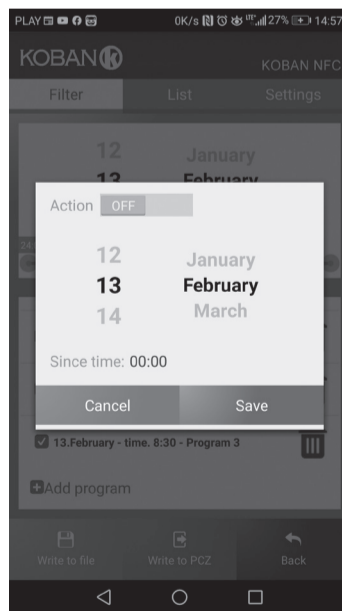 PLAY 0K/s LTE 27% 14:57
KOBAN K
KOBAN NFC
Filter List Settings
12 January
13 February
Action OFF
12 January
13 February
14 March
Since time: 00:00
Cancel Save
13.February - time. 8:30 - Program 3
Add program
Write to file Write to PCZ Back